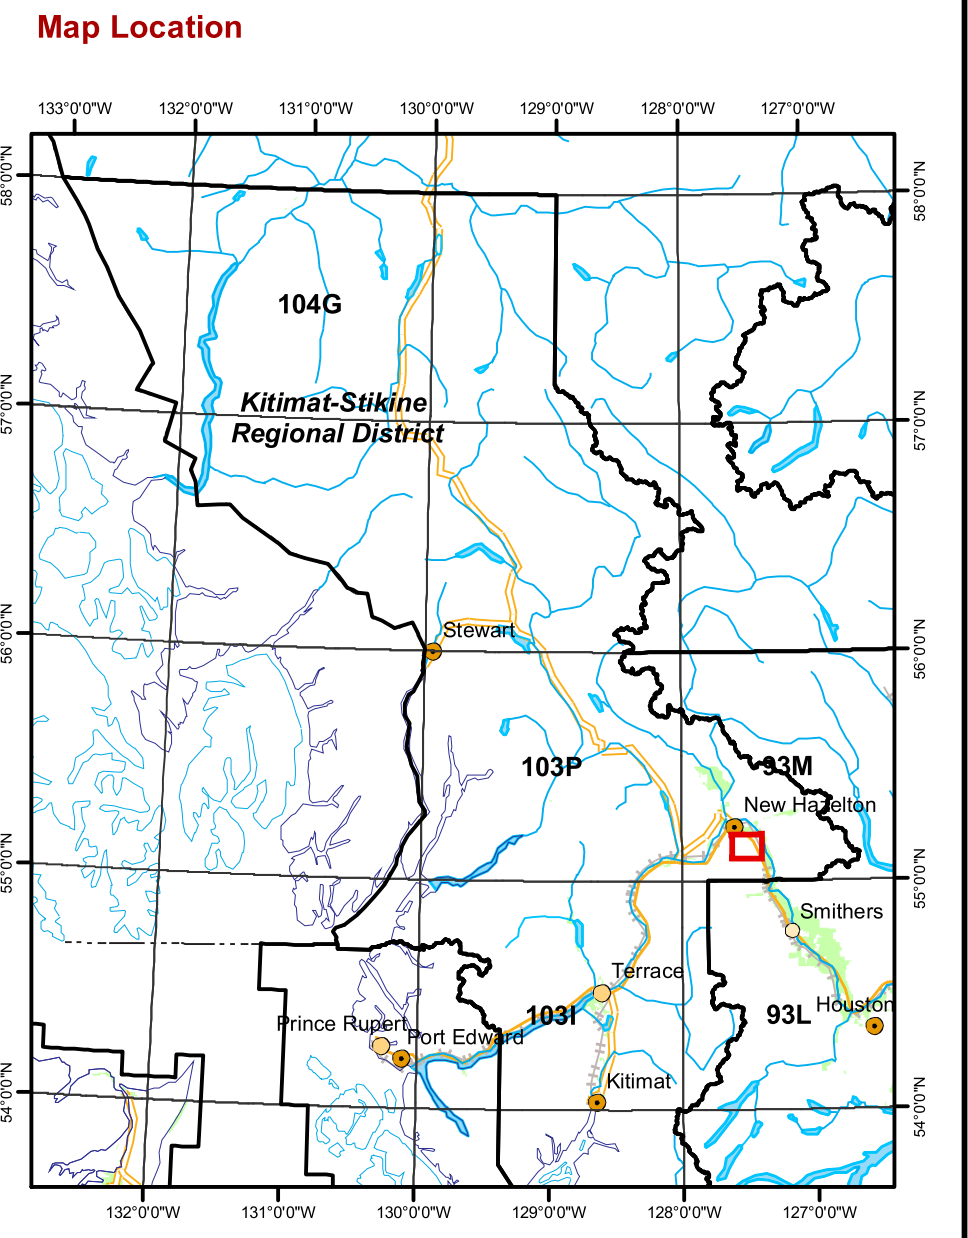 Map Location
133°0'0"W 132°0'0"W 131°0'0"W 130°0'0"W 129°0'0"W 128°0'0"W 127°0'0"W
58°0'0"N
58°0'0"N
104G
Kitimat-Stikine
Regional District
57°0'0"N
57°0'0"N
Stewart
56°0'0"N
56°0'0"N
103P
93M
New Hazelton
55°0'0"N
55°0'0"N
Smithers
Terrace
Houston
103I
93L
Prince Rupert
Port Edward
Kitimat
54°0'0"N
54°0'0"N
132°0'0"W 131°0'0"W 130°0'0"W 129°0'0"W 128°0'0"W 127°0'0"W